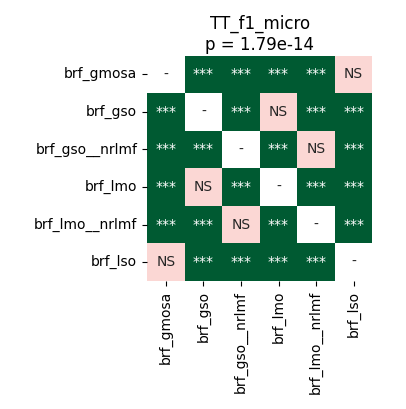 TT_f1_micro
p = 1.79e-14
brf_gmosa - *** *** *** *** NS
brf_gso *** - *** NS *** ***
brf_gso__nrlmf *** *** - *** NS ***
brf_lmo *** NS *** - *** ***
brf_lmo__nrlmf *** *** NS *** - ***
brf_lso NS *** *** *** *** -
brf_gmosa
brf_gso
brf_gso__nrlmf
brf_lmo
brf_lmo__nrlmf
brf_lso